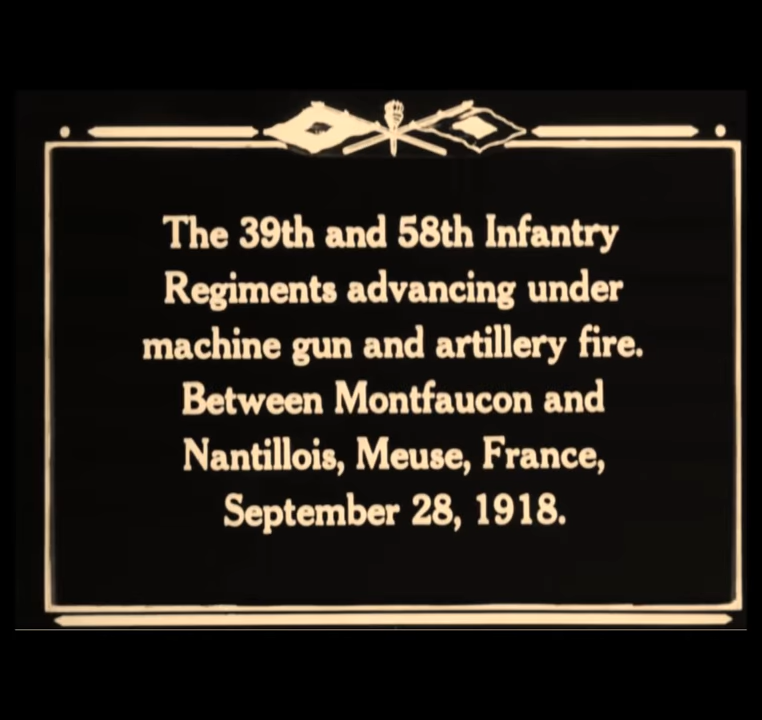 The 39th and 58th Infantry
Regiments advancing under
machine gun and artillery fire.
Between Montfaucon and
Nantillois, Meuse, France,
September 28, 1918.